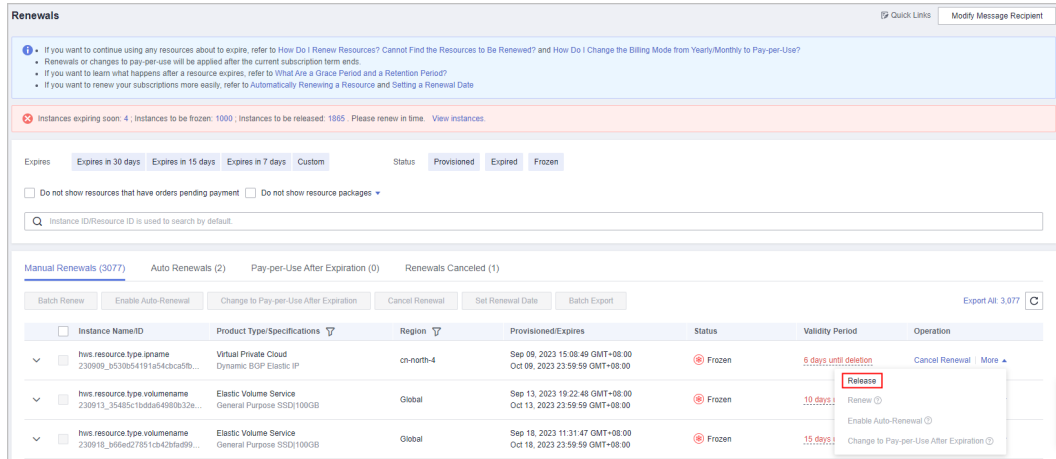 Renewals
Quick Links
Modify Message Recipient
If you want to continue using any resources about to expire, refer to How Do I Renew Resources? Cannot Find the Resources to Be Renewed? and How Do I Change the Billing Mode from Yearly/Monthly to Pay-per-Use?
Renewals or changes to pay-per-use will be applied after the current subscription term ends.
If you want to learn what happens after a resource expires, refer to What Are a Grace Period and a Retention Period?
If you want to renew your subscriptions more easily, refer to Automatically Renewing a Resource and Setting a Renewal Date
Instances expiring soon: 4 ; Instances to be frozen: 1000 ; Instances to be released: 1865 . Please renew in time. View instances.
Expires Expires in 30 days Expires in 15 days Expires in 7 days Custom Status Provisioned Expired Frozen
Do not show resources that have orders pending payment Do not show resource packages
Instance ID/Resource ID is used to search by default.
Manual Renewals (3077) Auto Renewals (2) Pay-per-Use After Expiration (0) Renewals Canceled (1)
Batch Renew Enable Auto-Renewal Change to Pay-per-Use After Expiration Cancel Renewal Set Renewal Date Batch Export Export All: 3,077
Instance Name/ID Product Type/Specifications Region Provisioned/Expires Status Validity Period Operation
hws.resource.type.ipname Virtual Private Cloud Sep 09, 2023 15:08:49 GMT+08:00
cn-north-4 Frozen 6 days until deletion Cancel Renewal More
230909_b530b54191a54cbca5fb... Dynamic BGP Elastic IP Oct 09, 2023 23:59:59 GMT+08:00
Release
hws.resource.type.volumename Elastic Volume Service Sep 13, 2023 19:22:48 GMT+08:00
Global Frozen 10 days Renew
230913_35485c1bdda64980b32e... General Purpose SSD|100GB Oct 13, 2023 23:59:59 GMT+08:00
Enable Auto-Renewal
hws.resource.type.volumename Elastic Volume Service Sep 18, 2023 11:31:47 GMT+08:00
Global Frozen 15 days Change to Pay-per-Use After Expiration
230918_b66ed27851cb42bfad99... General Purpose SSD|100GB Oct 18, 2023 23:59:59 GMT+08:00